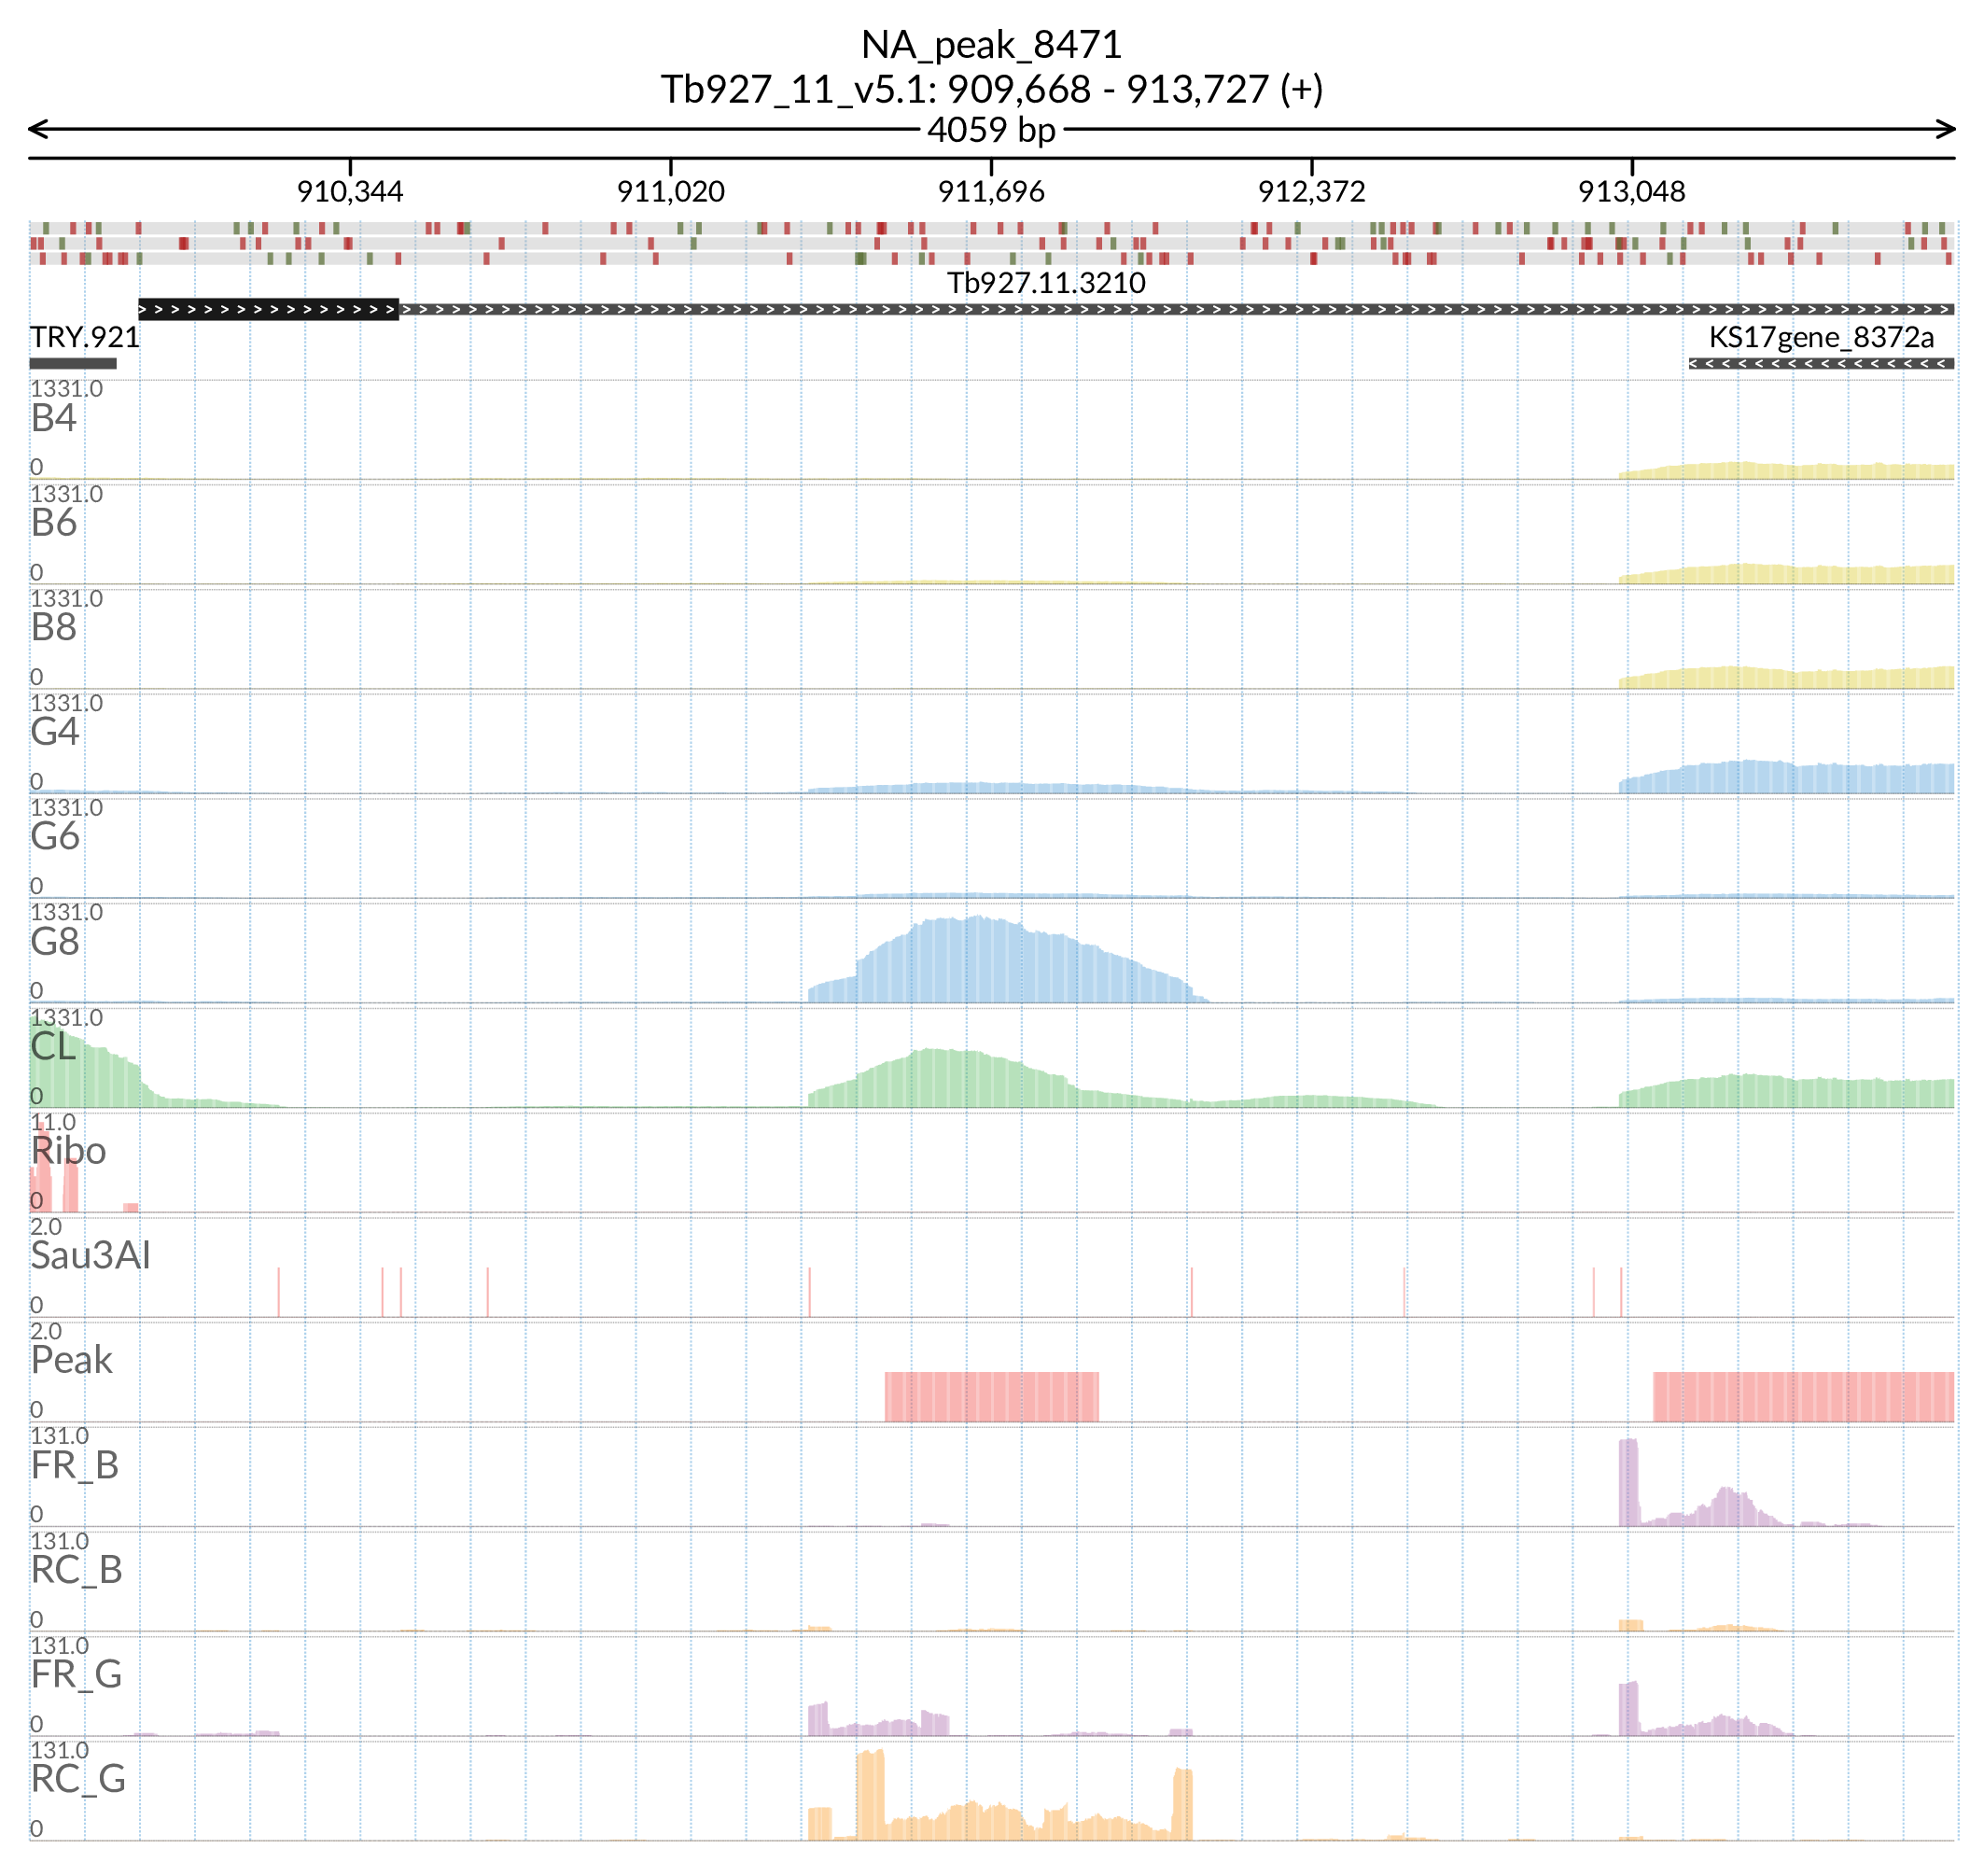 NA_peak_8471
Tb927_11_v5.1: 909,668 - 913,727 (+)
4059 bp
910,344 911,020 911,696 912,372 913,048
Tb927.11.3210
TRY.921 KS17gene_8372a
1331.0
B4
0
1331.0
B6
0
1331.0
B8
0
1331.0
G4
0
1331.0
G6
0
1331.0
G8
0
1331.0
CL
0
11.0
Ribo
0
2.0
Sau3AI
0
2.0
Peak
0
131.0
FR_B
0
131.0
RC_B
0
131.0
FR_G
0
131.0
RC_G
0